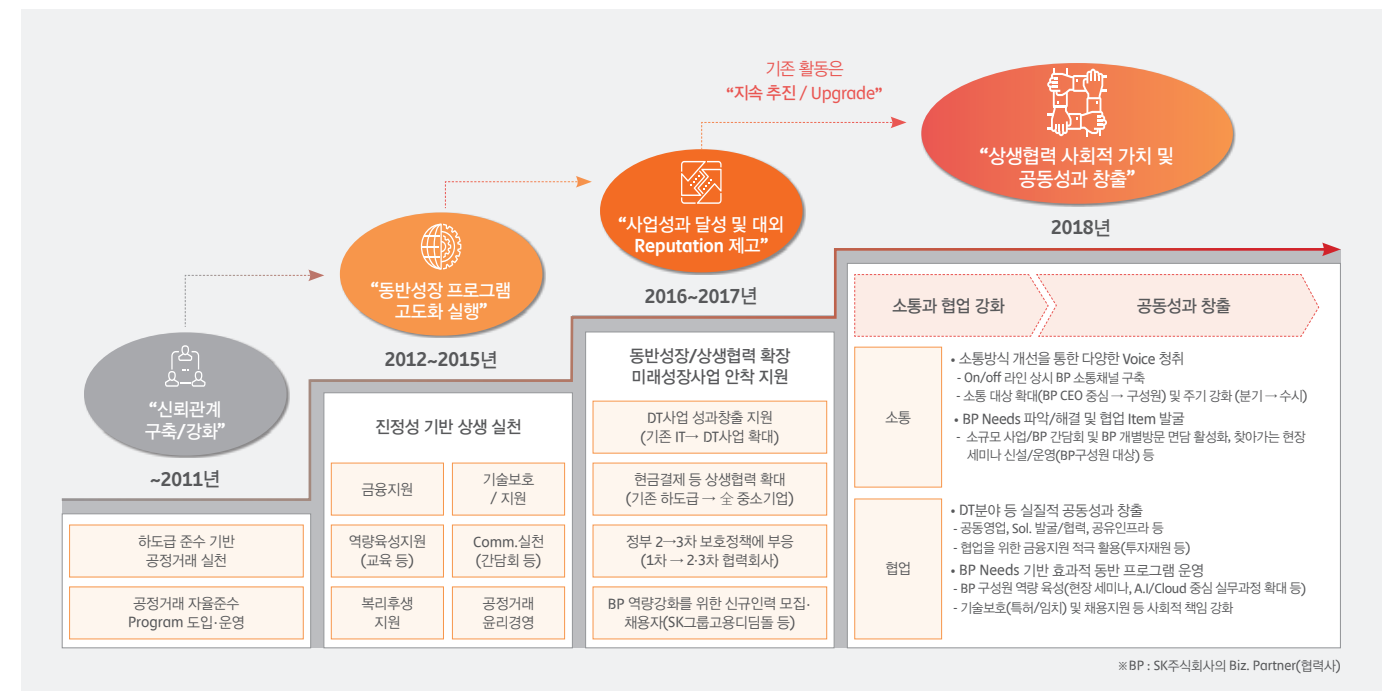 “신뢰관계
구축/강화”
~2011년
하도급 준수 기반
공정거래 실천
공정거래 자율준수
Program 도입·운영
“동반성장 프로그램
고도화 실행”
2012~2015년
진정성 기반 상생 실천
금융지원
기술보호
/ 지원
역량육성지원
(교육 등)
Comm.실천
(간담회 등)
복리후생
지원
공정거래
윤리경영
“사업성과 달성 및 대외
Reputation 제고”
2016~2017년
동반성장/상생협력 확장
미래성장사업 안착 지원
DT사업 성과창출 지원
(기존 IT→ DT사업 확대)
현금결제 등 상생협력 확대
(기존 하도급 → 全 중소기업)
정부 2→3차 보호정책에 부응
(1차 → 2·3차 협력회사)
BP 역량강화를 위한 신규인력 모집·
채용자(SK그룹고용디딤돌 등)
기존 활동은
“지속 추진 / Upgrade”
“상생협력 사회적 가치 및
공동성과 창출”
2018년
소통과 협업 강화
공동성과 창출
소통
• 소통방식 개선을 통한 다양한 Voice 청취
- On/off 라인 상시 BP 소통채널 구축
- 소통 대상 확대(BP CEO 중심 → 구성원) 및 주기 강화 (분기 → 수시)
• BP Needs 파악/해결 및 협업 Item 발굴
- 소규모 사업/BP 간담회 및 BP 개별방문 면담 활성화, 찾아가는 현장
세미나 신설/운영(BP구성원 대상) 등
협업
• DT분야 등 실질적 공동성과 창출
- 공동영업, Sol. 발굴/협력, 공유인프라 등
- 협업을 위한 금융지원 적극 활용(투자재원 등)
• BP Needs 기반 효과적 동반 프로그램 운영
- BP 구성원 역량 육성(현장 세미나, A.I/Cloud 중심 실무과정 확대 등)
- 기술보호(특허/임치) 및 채용지원 등 사회적 책임 강화
※BP : SK주식회사의 Biz. Partner(협력사)